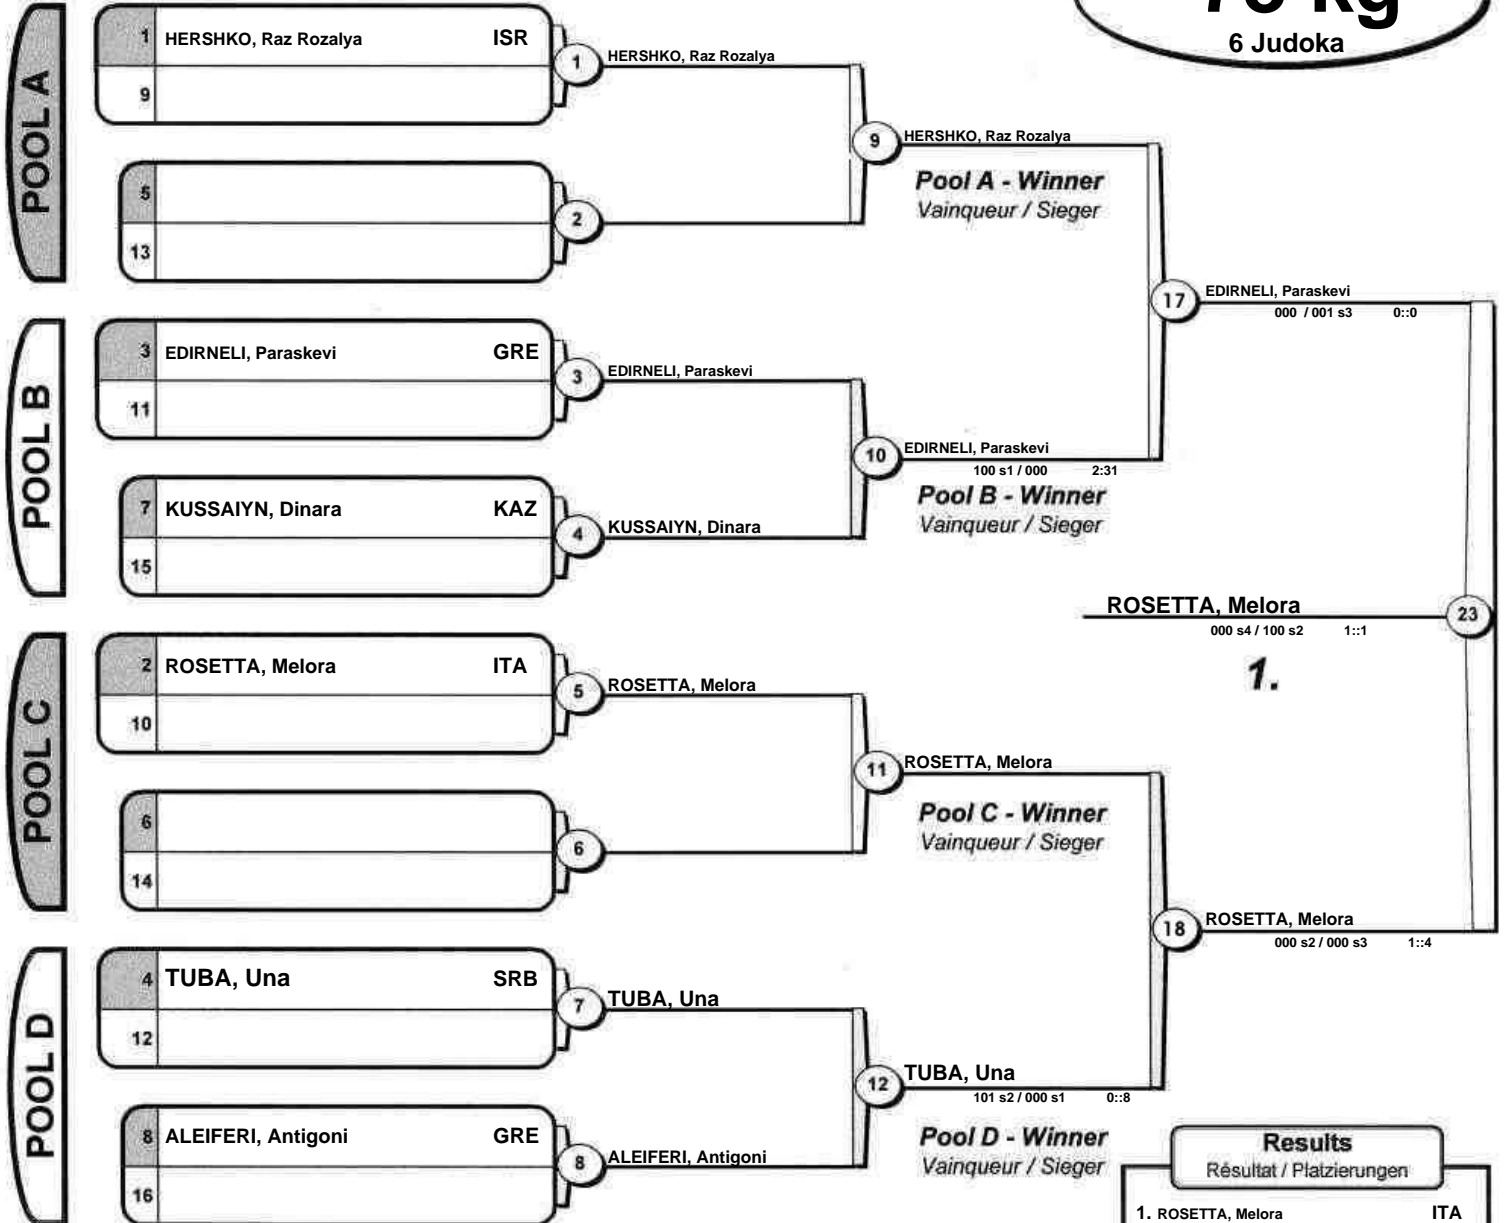 6 Judoka
POOL A
1 HERSHKO, Raz Rozalya ISR
9
1 HERSHKO, Raz Rozalya
5
13
2
9 HERSHKO, Raz Rozalya
Pool A - Winner
Vainqueur / Sieger
POOL B
3 EDIRNELI, Paraskevi GRE
11
3 EDIRNELI, Paraskevi
7 KUSSAIYN, Dinara KAZ
15
4 KUSSAIYN, Dinara
10 EDIRNELI, Paraskevi
100 s1 / 000 2:31
Pool B - Winner
Vainqueur / Sieger
17 EDIRNELI, Paraskevi
000 / 001 s3 0::0
ROSETTA, Melora 23
000 s4 / 100 s2 1::1
1.
POOL C
2 ROSETTA, Melora ITA
10
5 ROSETTA, Melora
6
14
6
11 ROSETTA, Melora
Pool C - Winner
Vainqueur / Sieger
POOL D
4 TUBA, Una SRB
12
7 TUBA, Una
8 ALEIFERI, Antigoni GRE
16
8 ALEIFERI, Antigoni
12 TUBA, Una
101 s2 / 000 s1 0::8
Pool D - Winner
Vainqueur / Sieger
18 ROSETTA, Melora
000 s2 / 000 s3 1::4
Results
Résultat / Platzierungen
1. ROSETTA, Melora ITA